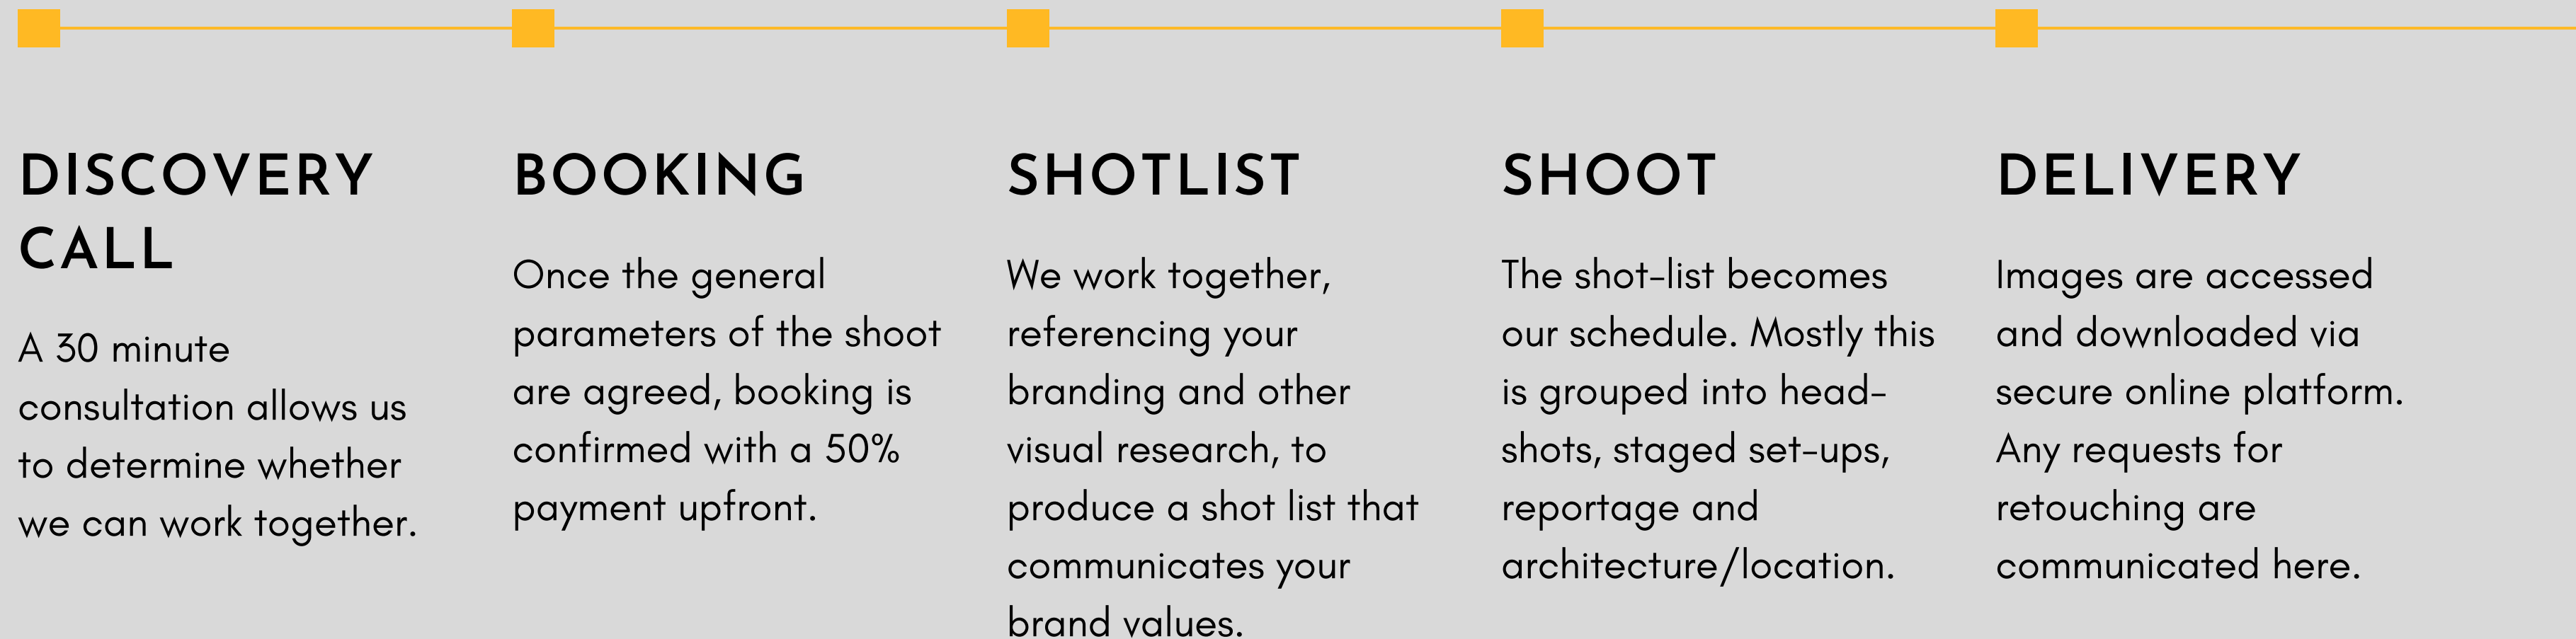 DISCOVERY
CALL
A 30 minute
consultation allows us
to determine whether
we can work together.
BOOKING
Once the general
parameters of the shoot
are agreed, booking is
confirmed with a 50%
payment upfront.
SHOTLIST
We work together,
referencing your
branding and other
visual research, to
produce a shot list that
communicates your
brand values.
SHOOT
The shot-list becomes
our schedule. Mostly this
is grouped into head-
shots, staged set-ups,
reportage and
architecture/location.
DELIVERY
Images are accessed
and downloaded via
secure online platform.
Any requests for
retouching are
communicated here.